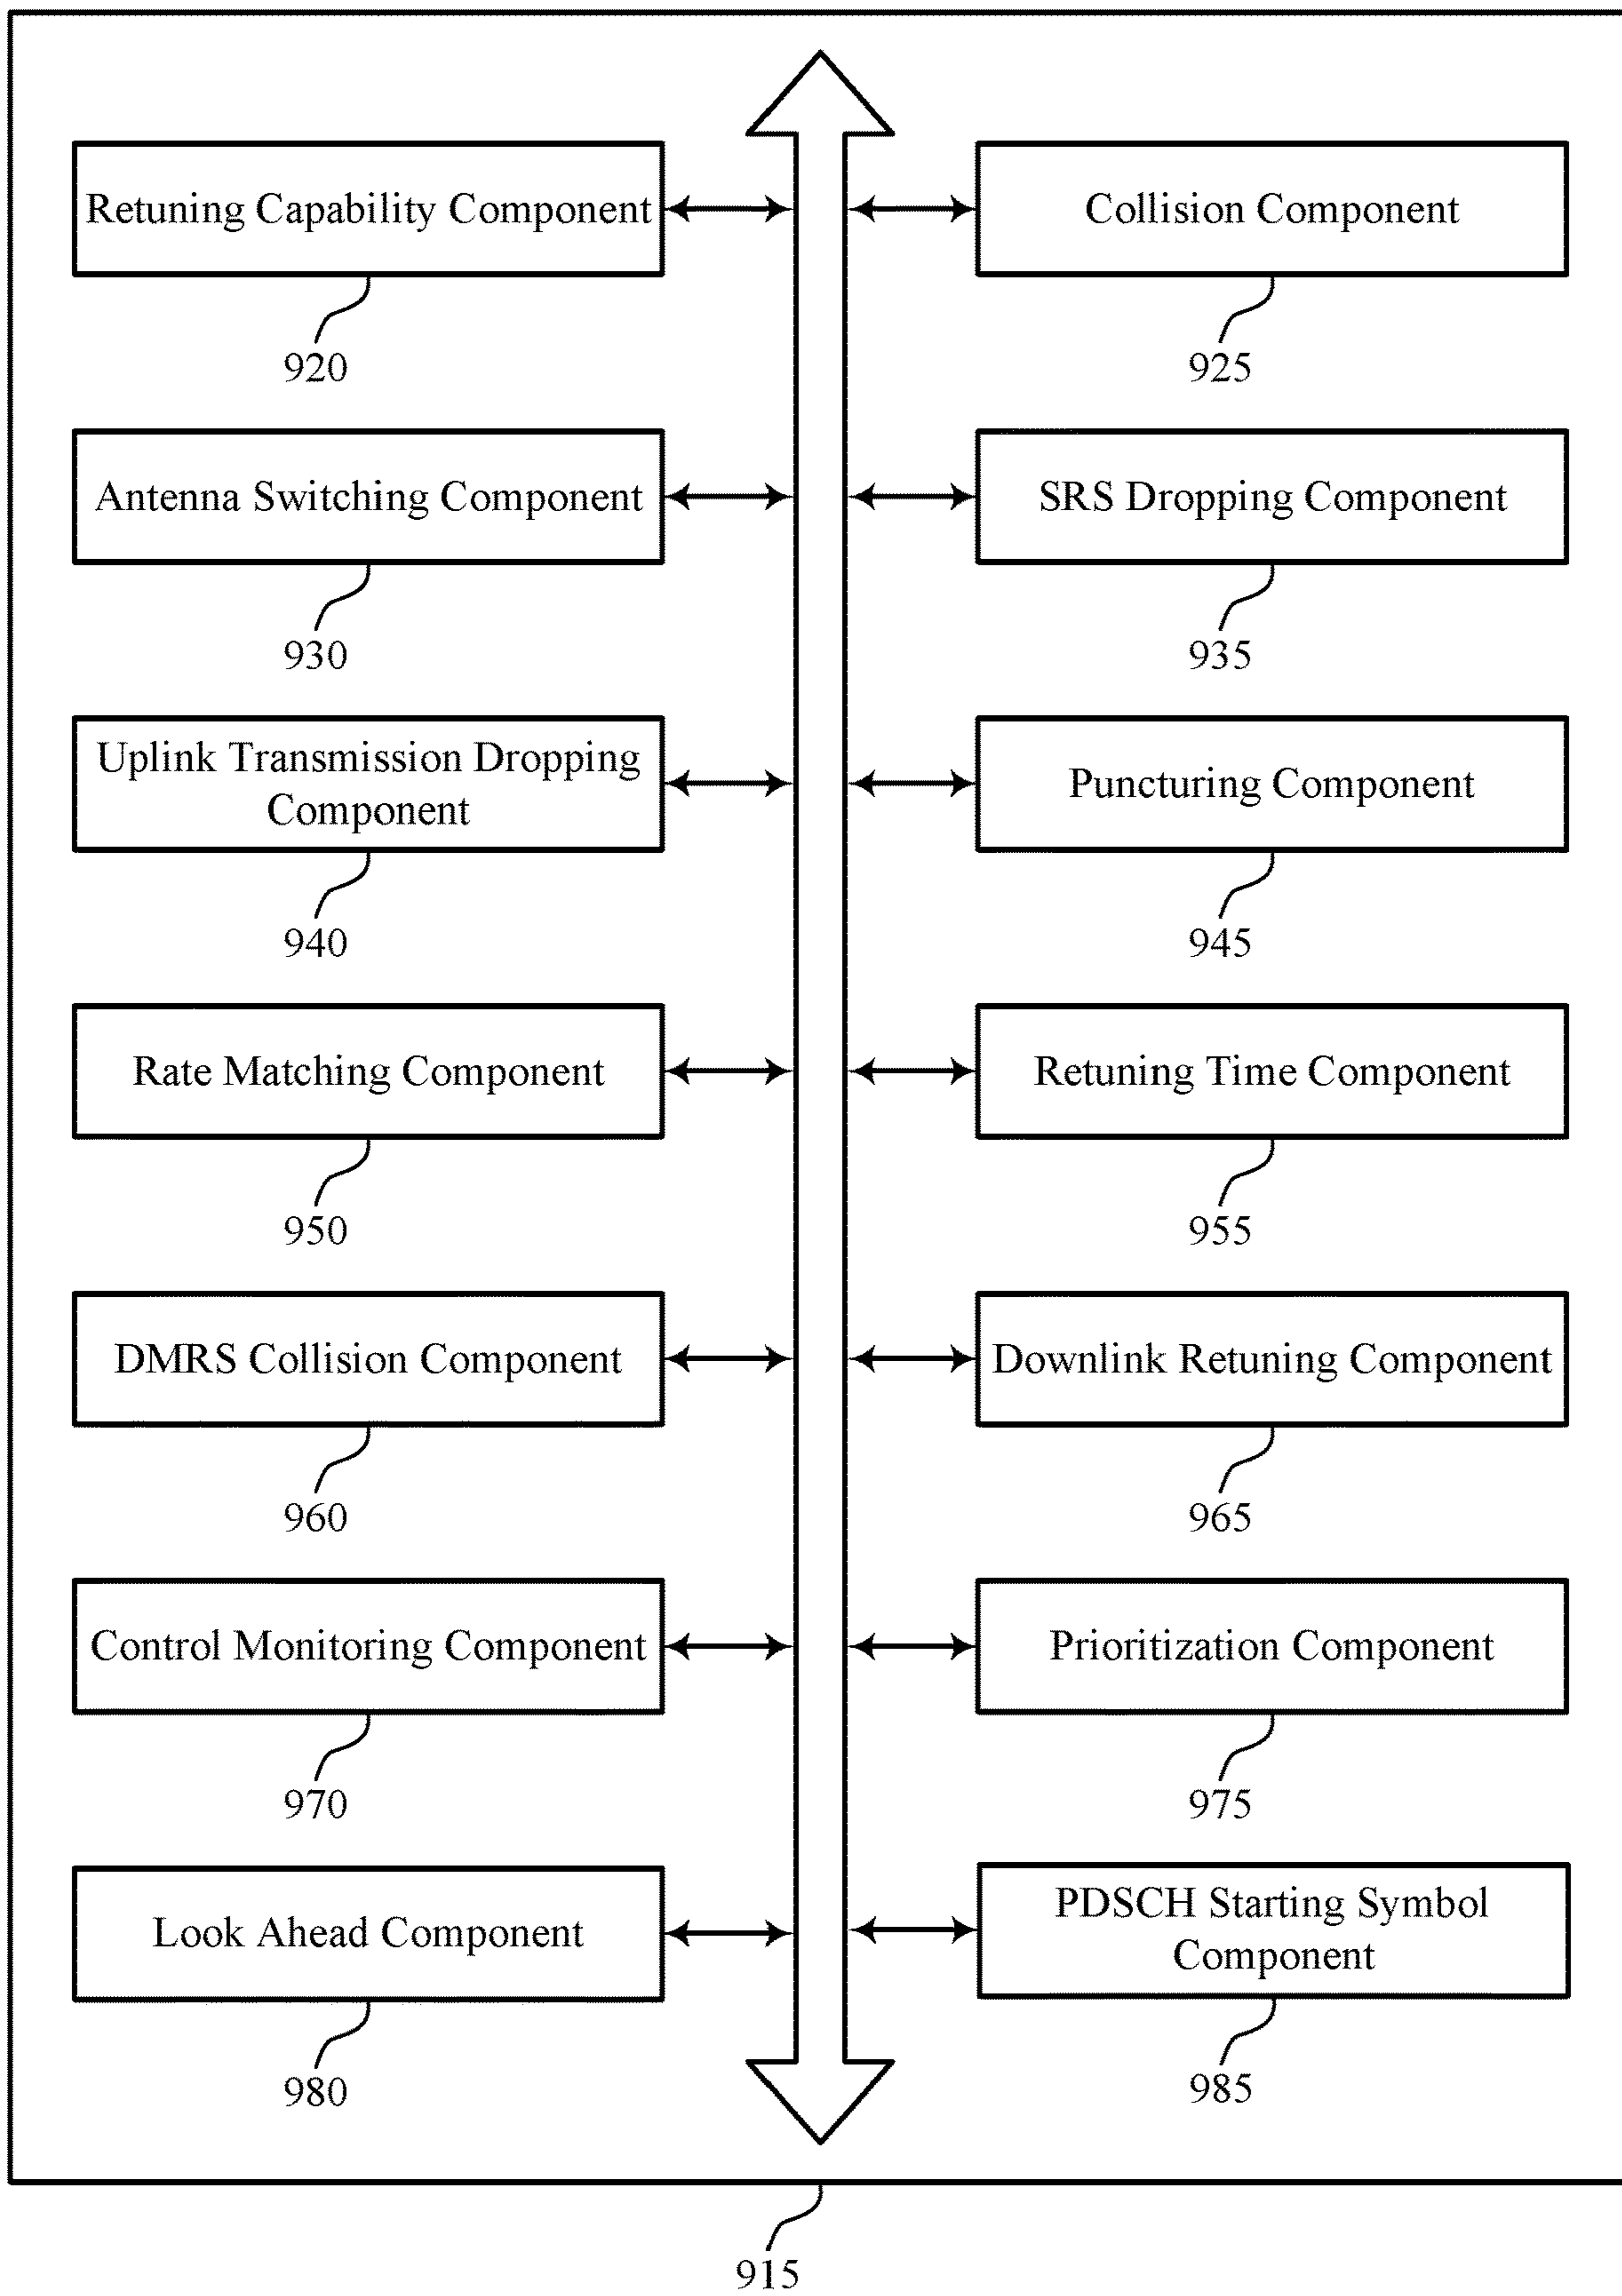 Retuning Capability Component
Collision Component
920
925
Antenna Switching Component
SRS Dropping Component
930
935
Uplink Transmission Dropping
Component
Puncturing Component
940
945
Rate Matching Component
Retuning Time Component
950
955
DMRS Collision Component
Downlink Retuning Component
960
965
Control Monitoring Component
Prioritization Component
970
975
Look Ahead Component
PDSCH Starting Symbol
Component
980
985
915